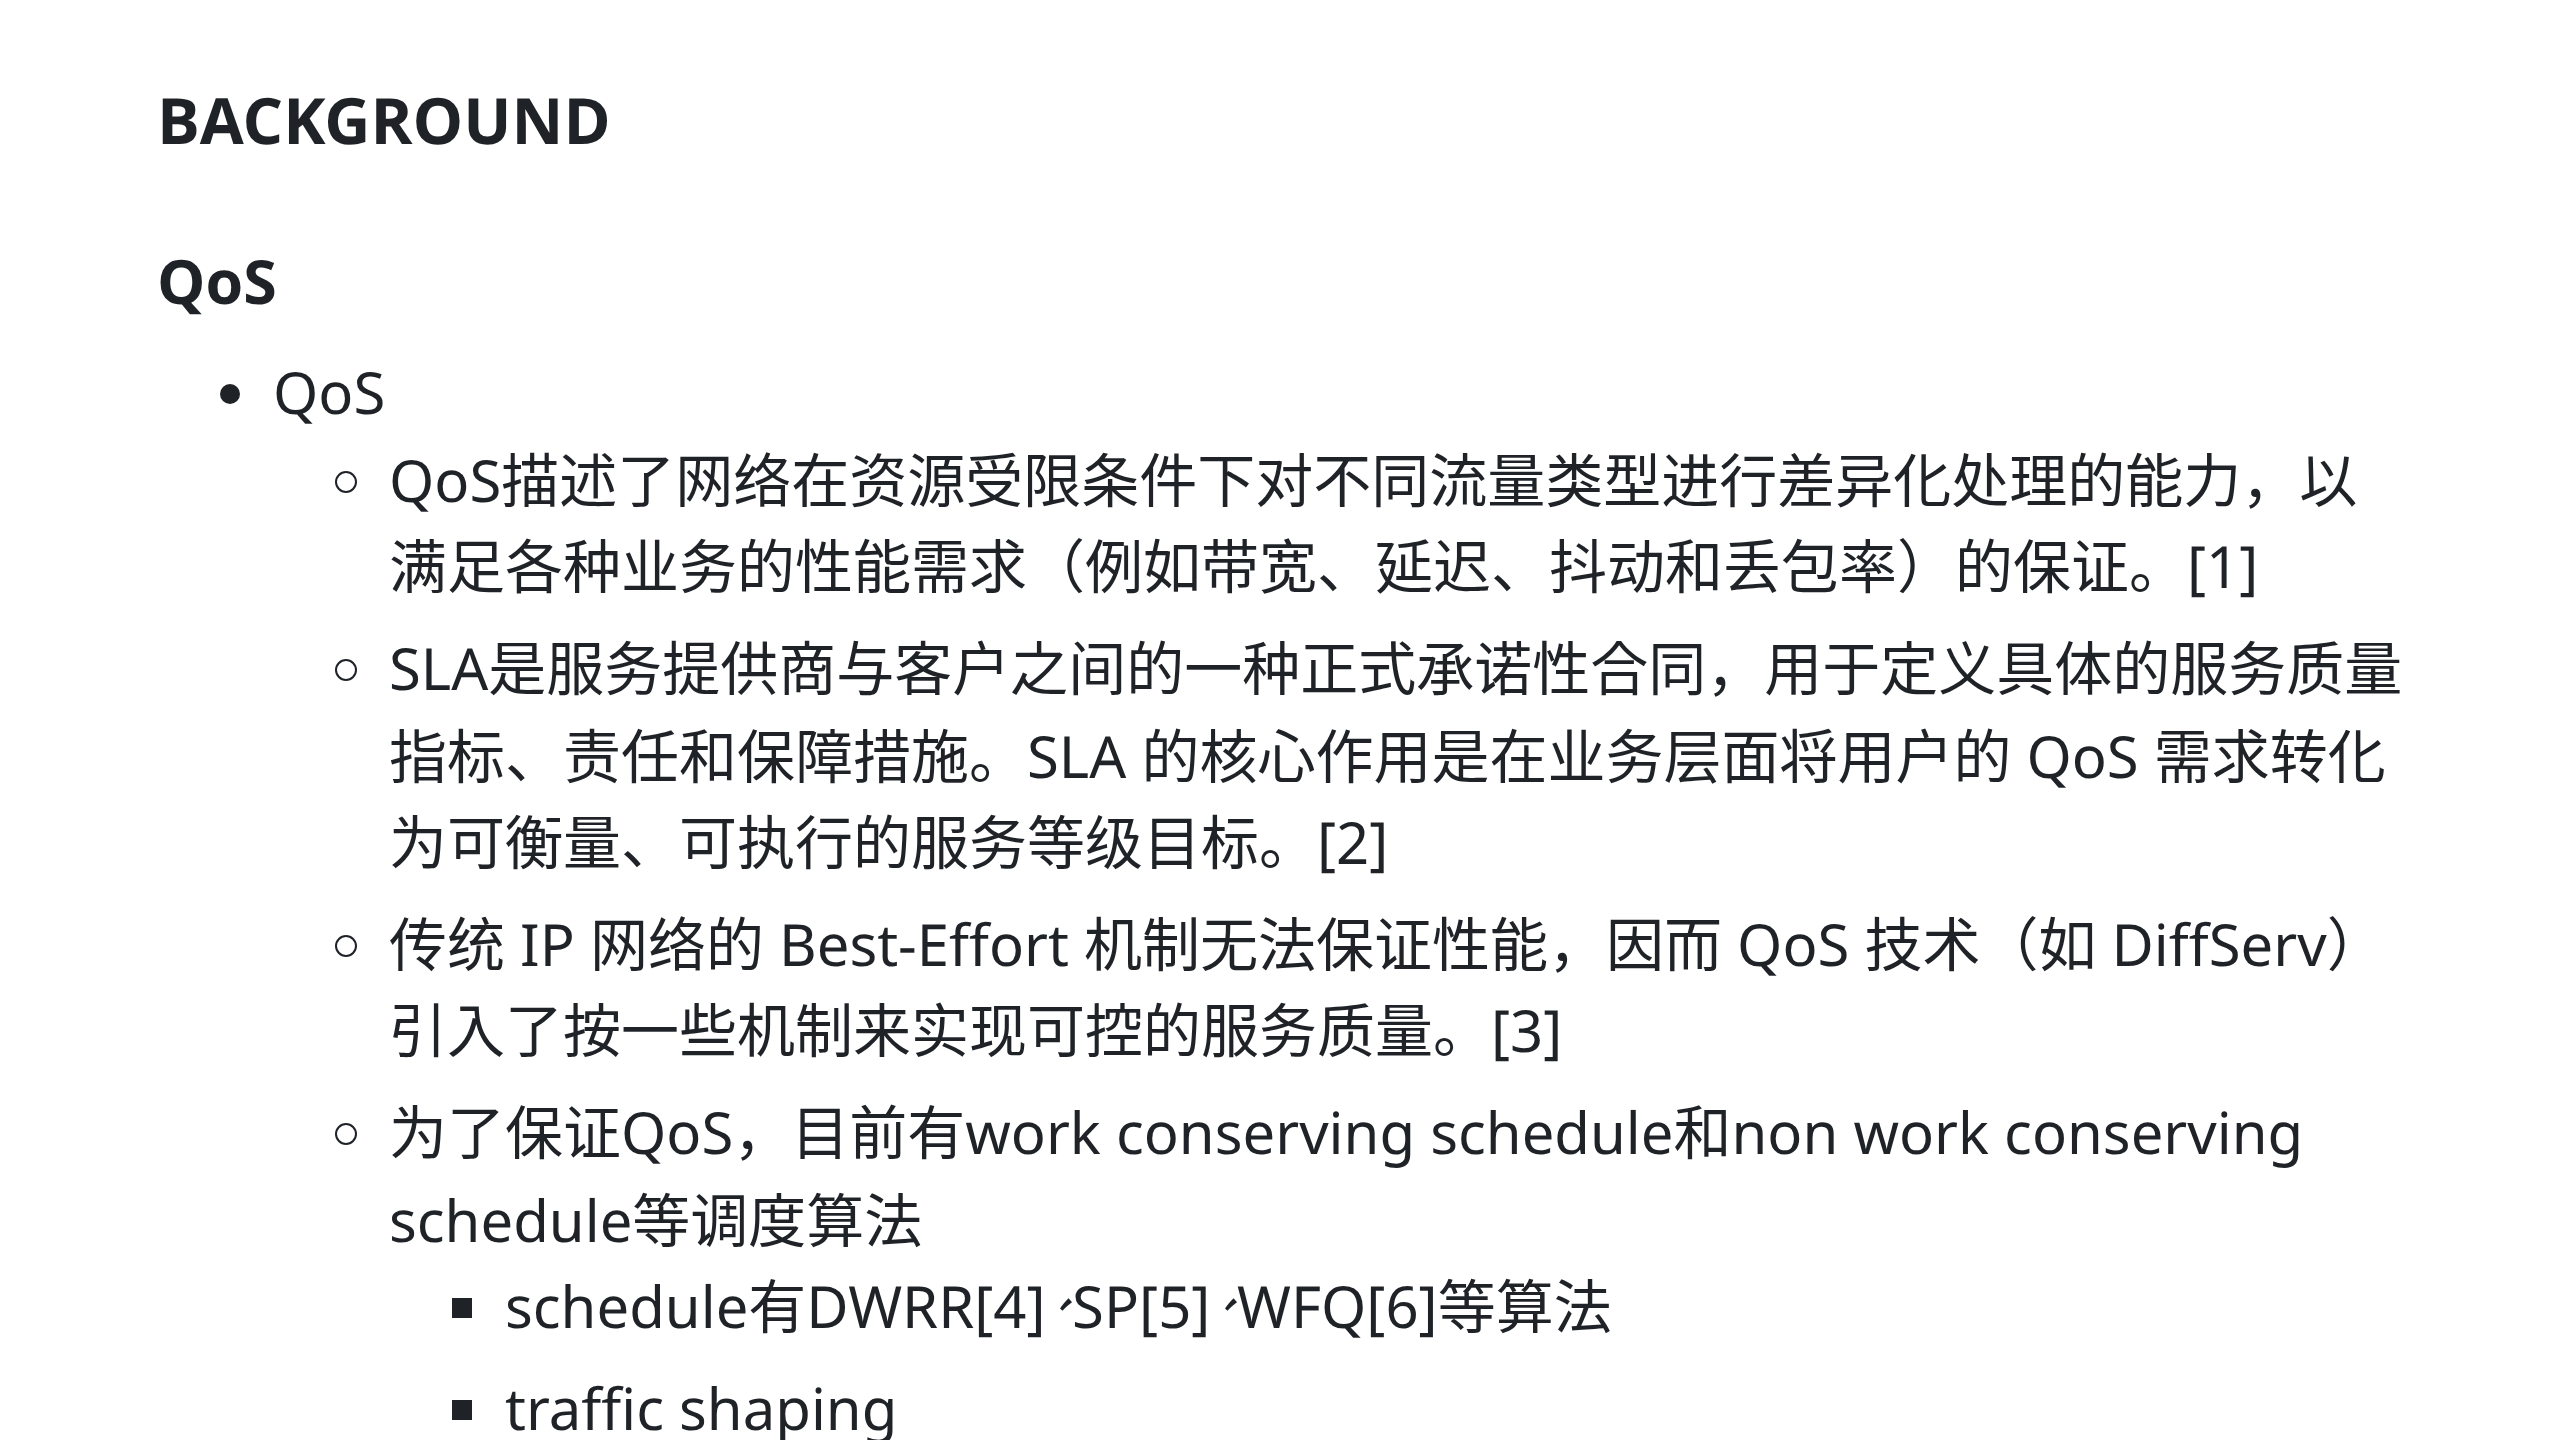 BACKGROUND
QoS
QoS
QoS描述了网络在资源受限条件下对不同流量类型进行差异化处理的能力，以
满足各种业务的性能需求（例如带宽、延迟、抖动和丢包率）的保证。[1]
SLA是服务提供商与客户之间的一种正式承诺性合同，用于定义具体的服务质量
指标、责任和保障措施。SLA 的核心作用是在业务层面将用户的 QoS 需求转化
为可衡量、可执行的服务等级目标。[2]
传统 IP 网络的 Best-Effort 机制无法保证性能，因而 QoS 技术（如 DiffServ）
引入了按一些机制来实现可控的服务质量。[3]
为了保证QoS，目前有work conserving schedule和non work conserving
schedule等调度算法
schedule有DWRR[4]、SP[5]、WFQ[6]等算法
traffic shaping